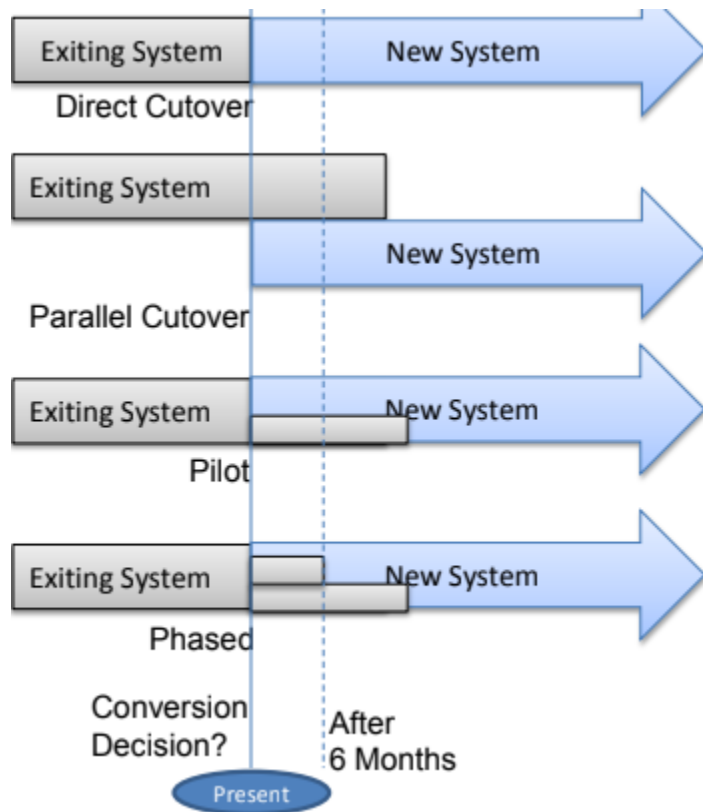 Exiting System
New System
Direct Cutover
Exiting System
New System
Parallel Cutover
Exiting System
New System
Pilot
Exiting System
New System
Phased
Conversion
Decision?
After
6 Months
Present